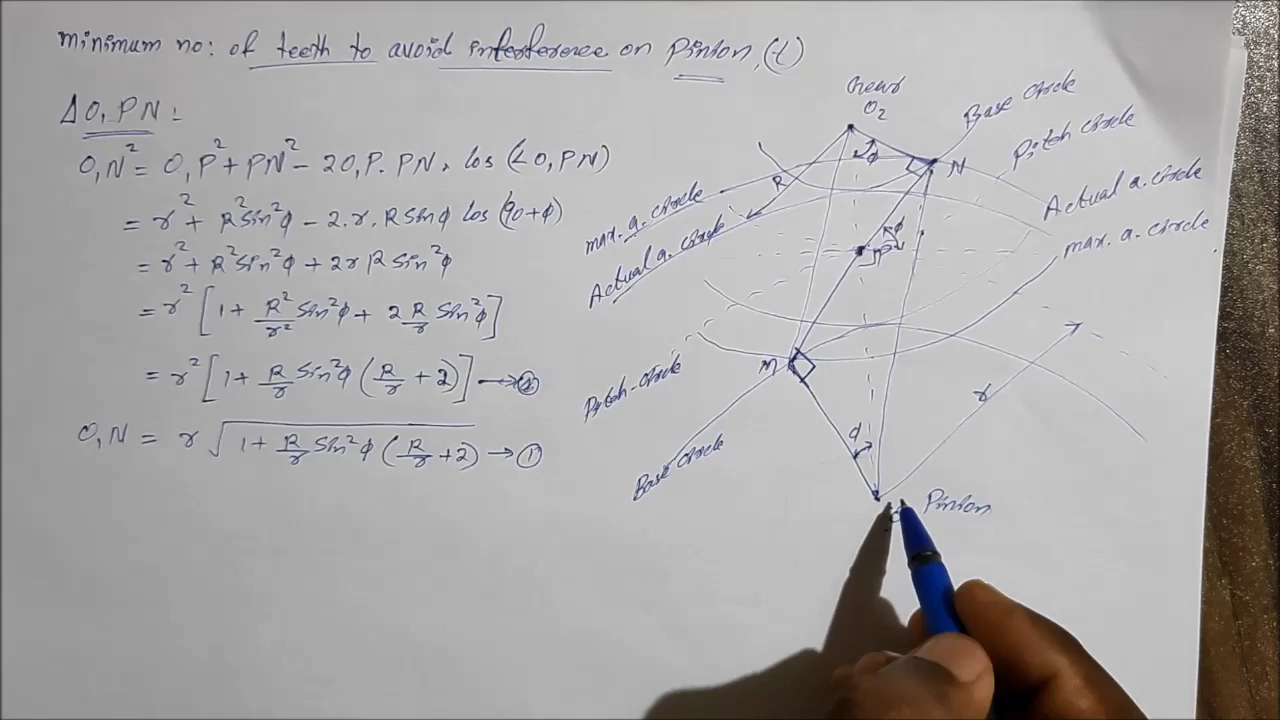 minimum no: of teeth to avoid interference on Pinion, (t)
Δ O₁PN :
O₁N² = O₁P² + PN² - 2O₁P. PN. Cos (∠O₁PN)
= r² + R²sin²φ - 2.r.R sinφ cos (90+φ)
= r² + R²sin²φ + 2rR sin²φ
= r² [1 + R²/r² sin²φ + 2 R/r sin²φ]
= r² [1 + R/r sin²φ (R/r + 2)] →
O₁N = r √(1 + R/r sin²φ (R/r + 2)) → ①
Gear
O₂
Base circle
Pitch circle
N
φ
R
max. a. circle
Actual a. circle
Actual a. circle
max. a. circle
φ
P
M
Pitch-circle
r
φ
Base circle
Pinion